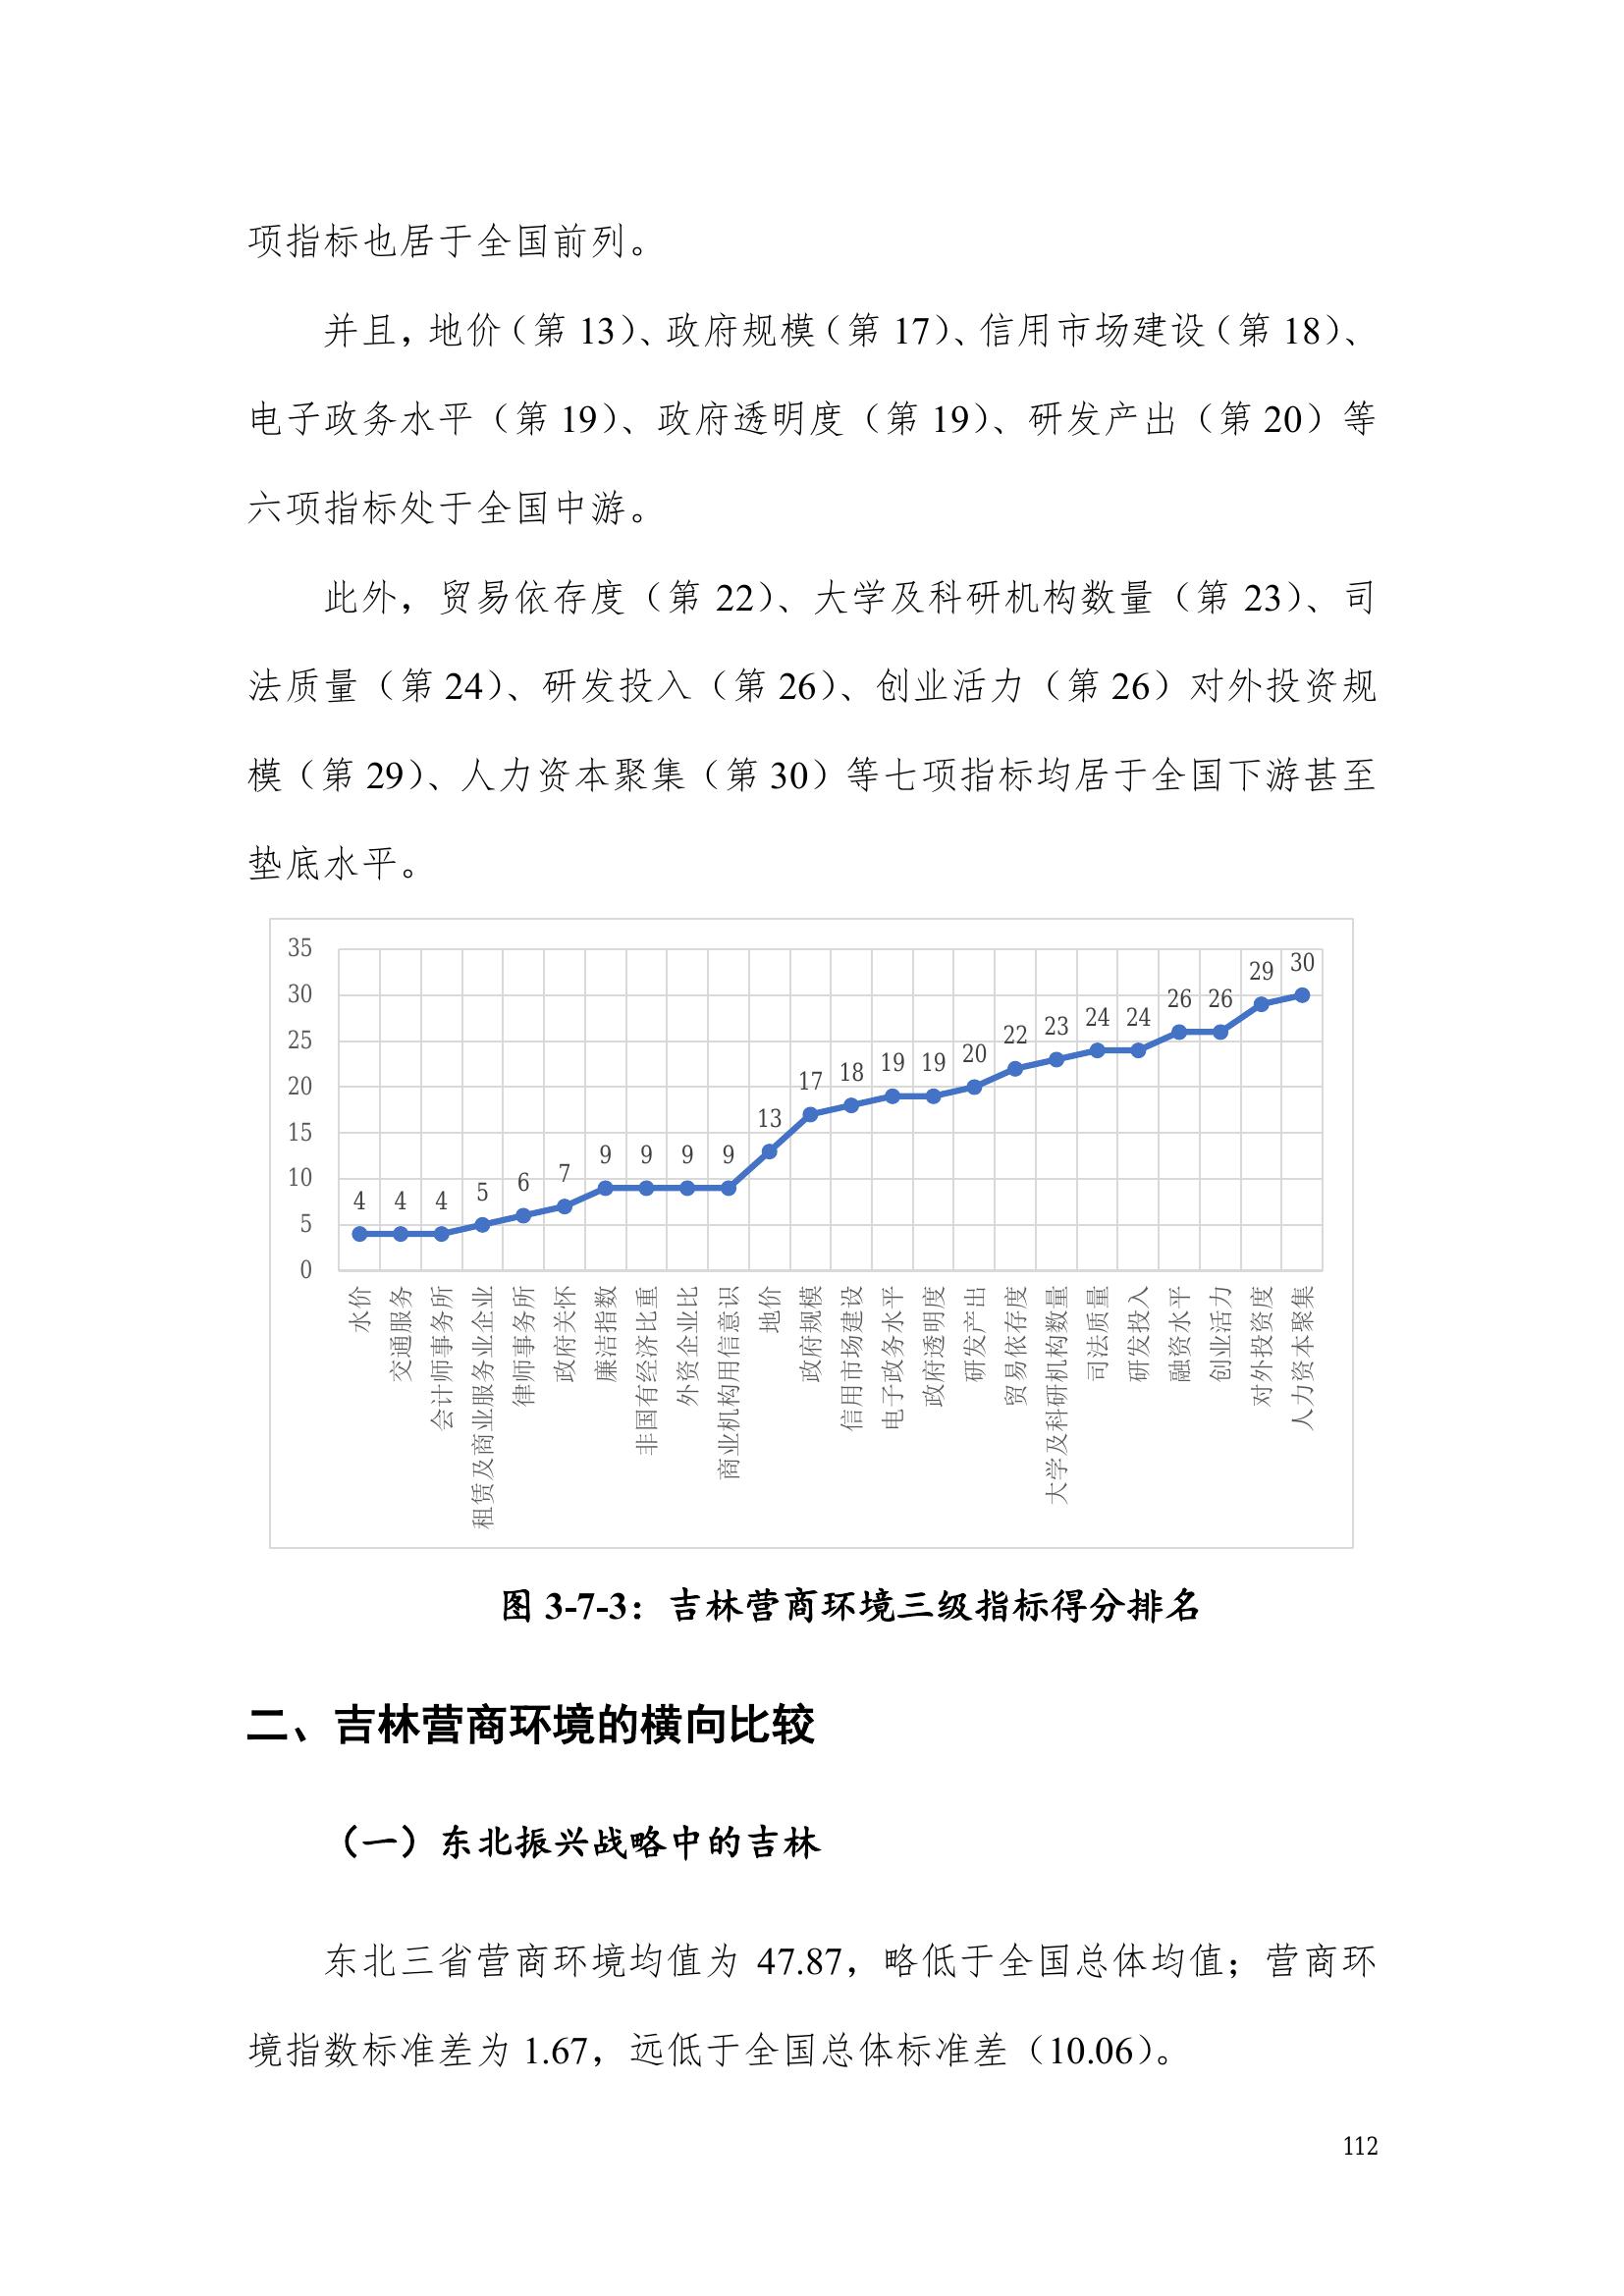 项指标也居于全国前列。
并且，地价（第 13）、政府规模（第 17）、信用市场建设（第 18）、
电子政务水平（第 19）、政府透明度（第 19）、研发产出（第 20）等
六项指标处于全国中游。
此外，贸易依存度（第 22）、大学及科研机构数量（第 23）、司
法质量（第 24）、研发投入（第 26）、创业活力（第 26）对外投资规
模（第 29）、人力资本聚集（第 30）等七项指标均居于全国下游甚至
垫底水平。
35
30
25
20
15
10
5
0
4 4 4 5 6 7 9 9 9 9 13 17 18 19 19 20 22 23 24 24 26 26 29 30
水价
交通服务
会计师事务所
租赁及商业服务业企业
律师事务所
政府关怀
廉洁指数
非国有经济比重
外资企业比
商业机构用信意识
地价
政府规模
信用市场建设
电子政务水平
政府透明度
研发产出
贸易依存度
大学及科研机构数量
司法质量
研发投入
融资水平
创业活力
对外投资度
人力资本聚集
图 3-7-3：吉林营商环境三级指标得分排名
二、吉林营商环境的横向比较
（一）东北振兴战略中的吉林
东北三省营商环境均值为 47.87，略低于全国总体均值；营商环
境指数标准差为 1.67，远低于全国总体标准差（10.06）。
112